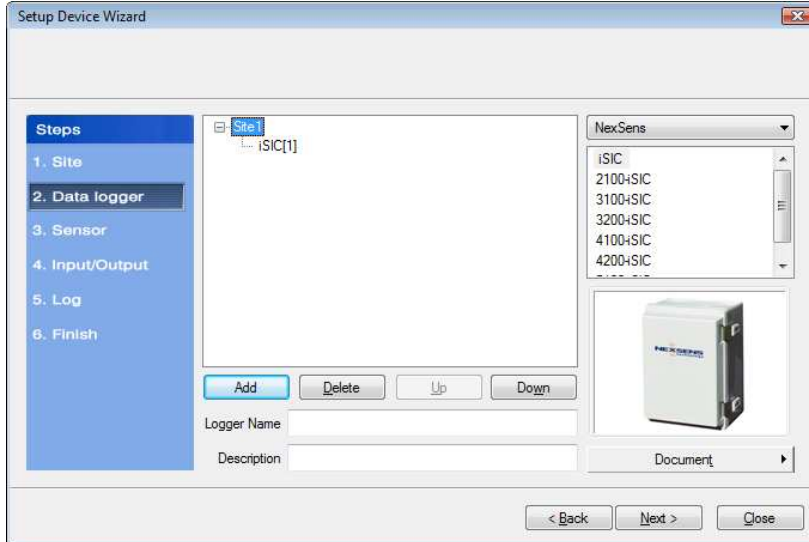 Setup Device Wizard
Steps
1. Site
2. Data logger
3. Sensor
4. Input/Output
5. Log
6. Finish
Site1
iSIC[1]
Add
Delete
Up
Down
Logger Name
Description
NexSens
iSIC
2100-iSIC
3100-iSIC
3200-iSIC
4100-iSIC
4200-iSIC
NEXSENS
Document
< Back
Next >
Close